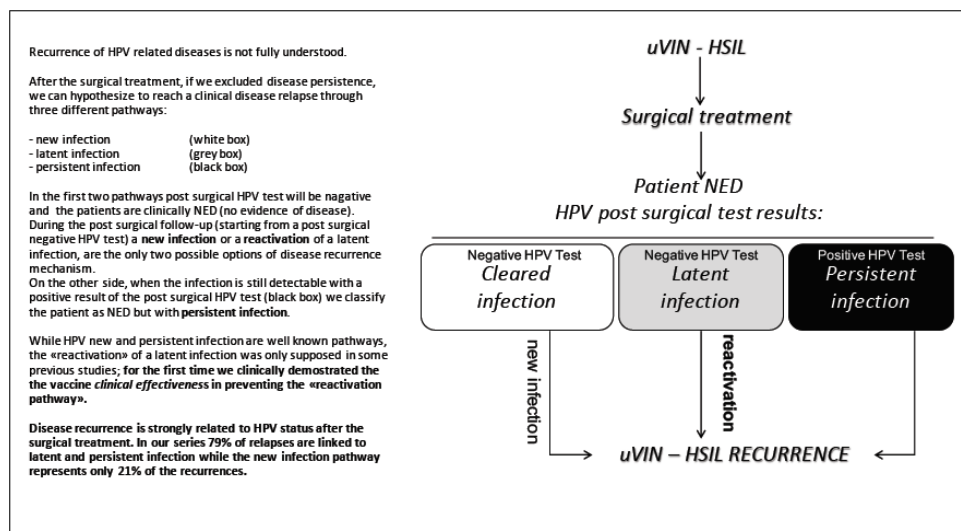 Recurrence of HPV related diseases is not fully understood.
After the surgical treatment, if we excluded disease persistence,
we can hypothesize to reach a clinical disease relapse through
three different pathways:
- new infection (white box)
- latent infection (grey box)
- persistent infection (black box)
In the first two pathways post surgical HPV test will be nagative
and the patients are clinically NED (no evidence of disease).
During the post surgical follow-up (starting from a post surgical
negative HPV test) a new infection or a reactivation of a latent
infection, are the only two possible options of disease recurrence
mechanism.
On the other side, when the infection is still detectable with a
positive result of the post surgical HPV test (black box) we classify
the patient as NED but with persistent infection.
While HPV new and persistent infection are well known pathways,
the «reactivation» of a latent infection was only supposed in some
previous studies; for the first time we clinically demostrated the
the vaccine clinical effectiveness in preventing the «reactivation
pathway».
Disease recurrence is strongly related to HPV status after the
surgical treatment. In our series 79% of relapses are linked to
latent and persistent infection while the new infection pathway
represents only 21% of the recurrences.
uVIN - HSIL
Surgical treatment
Patient NED
HPV post surgical test results:
Negative HPV Test
Cleared
infection
Negative HPV Test
Latent
infection
Positive HPV Test
Persistent
infection
new infection
reactivation
uVIN – HSIL RECURRENCE